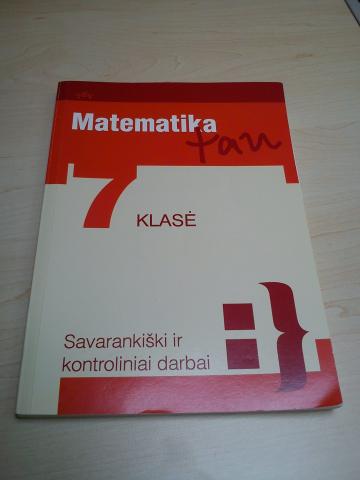 Matematika
tau
7
KLASĖ
Savarankiški ir
kontroliniai darbai